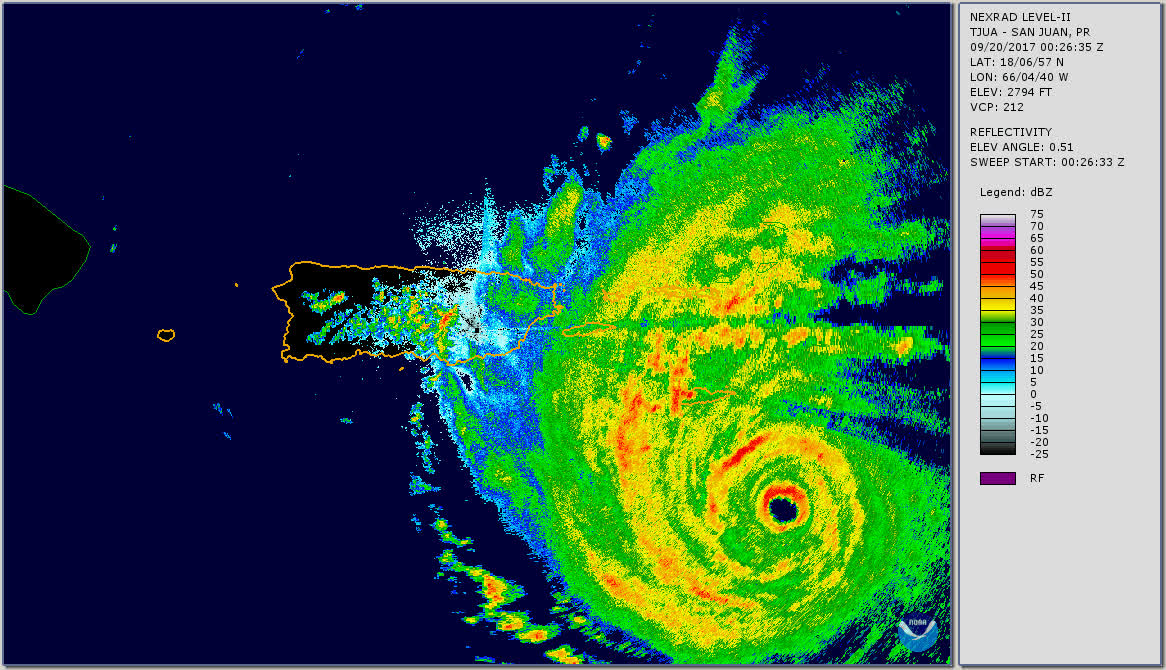 NEXRAD LEVEL-II
TJUA - SAN JUAN, PR
09/20/2017 00:26:35 Z
LAT: 18/06/57 N
LON: 66/04/40 W
ELEV: 2794 FT
VCP: 212
REFLECTIVITY
ELEV ANGLE: 0.51
SWEEP START: 00:26:33 Z
Legend: dBZ
75
70
65
60
55
50
45
40
35
30
25
20
15
10
5
0
-5
-10
-15
-20
-25
RF
NOAA